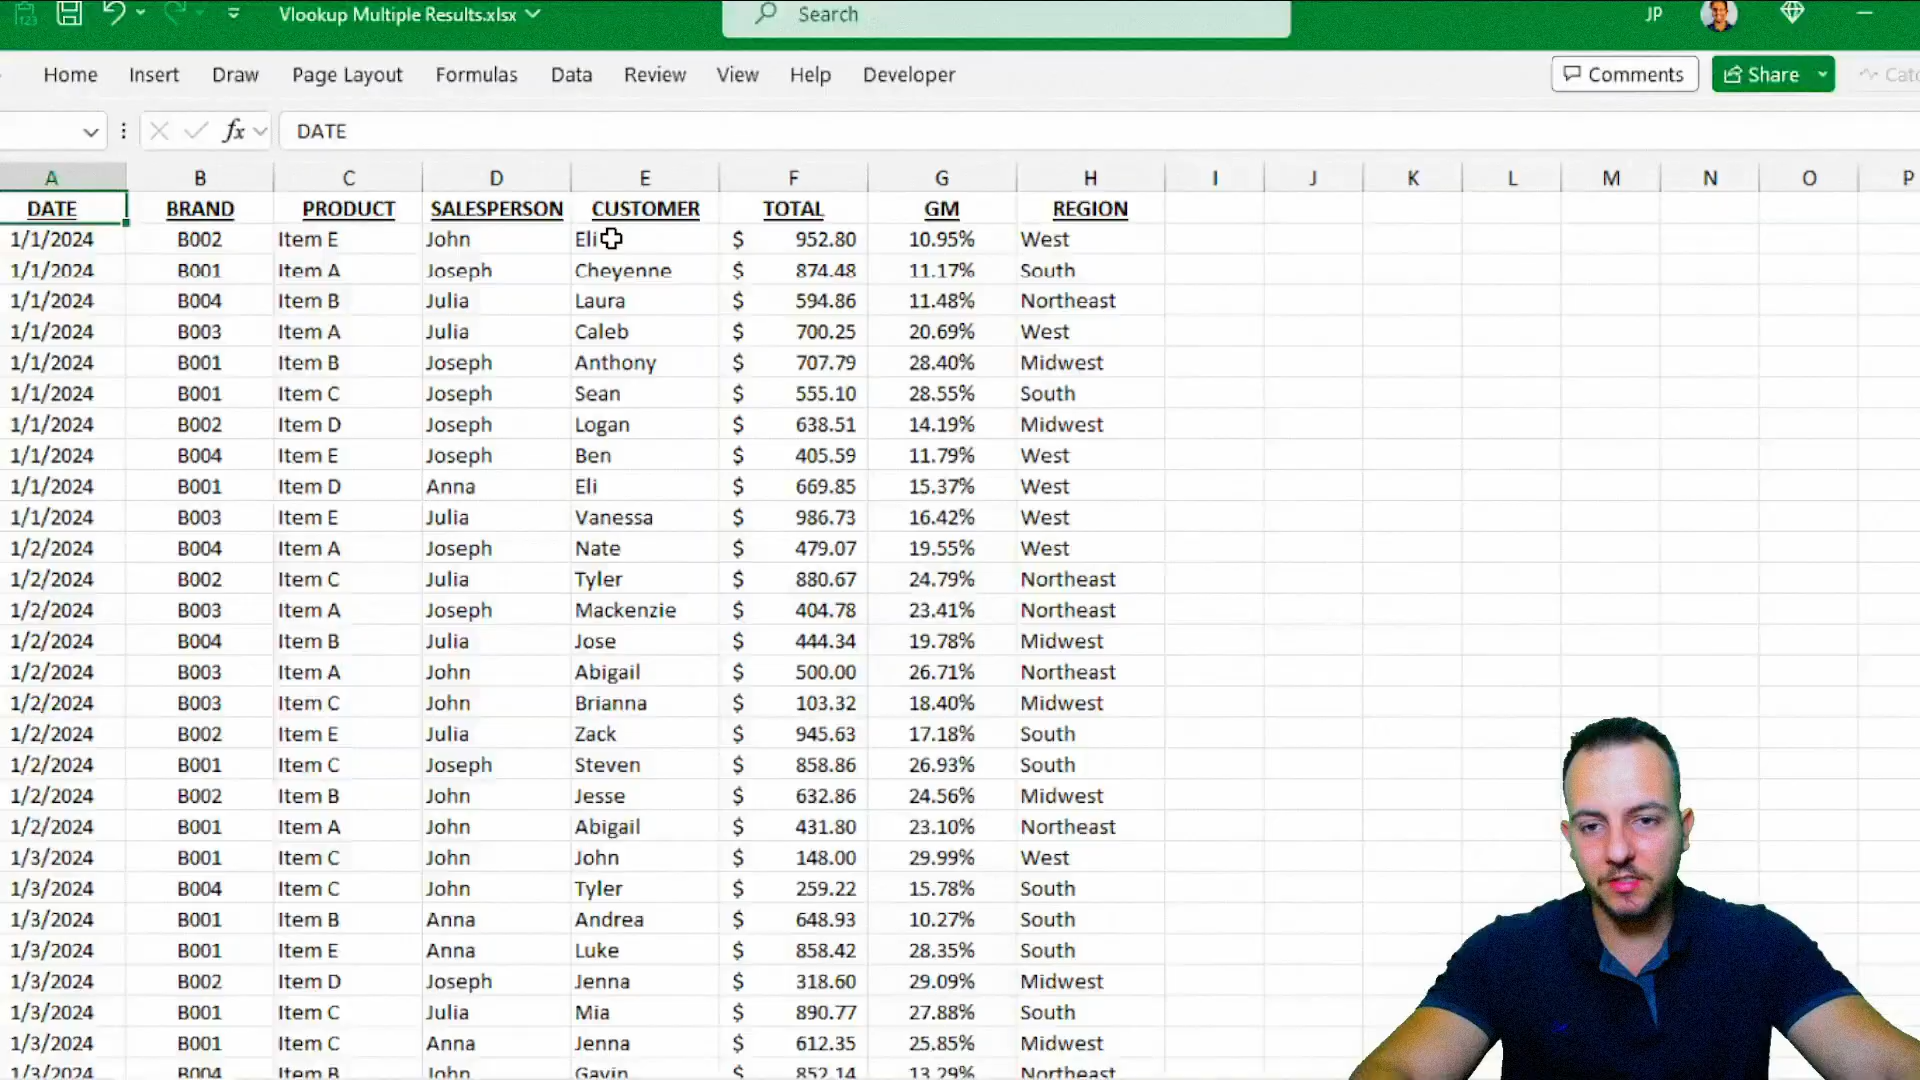 Vlookup Multiple Results.xlsx
Search
JP
Home Insert Draw Page Layout Formulas Data Review View Help Developer
Comments Share
fx DATE
A B C D E F G H I J K L M N O P
DATE BRAND PRODUCT SALESPERSON CUSTOMER TOTAL GM REGION
1/1/2024 B002 Item E John Eli $ 952.80 10.95% West
1/1/2024 B001 Item A Joseph Cheyenne $ 874.48 11.17% South
1/1/2024 B004 Item B Julia Laura $ 594.86 11.48% Northeast
1/1/2024 B003 Item A Julia Caleb $ 700.25 20.69% West
1/1/2024 B001 Item B Joseph Anthony $ 707.79 28.40% Midwest
1/1/2024 B001 Item C Joseph Sean $ 555.10 28.55% South
1/1/2024 B002 Item D Joseph Logan $ 638.51 14.19% Midwest
1/1/2024 B004 Item E Joseph Ben $ 405.59 11.79% West
1/1/2024 B001 Item D Anna Eli $ 669.85 15.37% West
1/1/2024 B003 Item E Julia Vanessa $ 986.73 16.42% West
1/2/2024 B004 Item A Joseph Nate $ 479.07 19.55% West
1/2/2024 B002 Item C Julia Tyler $ 880.67 24.79% Northeast
1/2/2024 B003 Item A Joseph Mackenzie $ 404.78 23.41% Northeast
1/2/2024 B004 Item B Julia Jose $ 444.34 19.78% Midwest
1/2/2024 B003 Item A John Abigail $ 500.00 26.71% Northeast
1/2/2024 B003 Item C John Brianna $ 103.32 18.40% Midwest
1/2/2024 B002 Item E Julia Zack $ 945.63 17.18% South
1/2/2024 B001 Item C Joseph Steven $ 858.86 26.93% South
1/2/2024 B002 Item B John Jesse $ 632.86 24.56% Midwest
1/2/2024 B001 Item A John Abigail $ 431.80 23.10% Northeast
1/3/2024 B001 Item C John John $ 148.00 29.99% West
1/3/2024 B004 Item C John Tyler $ 259.22 15.78% South
1/3/2024 B001 Item B Anna Andrea $ 648.93 10.27% South
1/3/2024 B001 Item E Anna Luke $ 858.42 28.35% South
1/3/2024 B002 Item D Joseph Jenna $ 318.60 29.09% Midwest
1/3/2024 B001 Item C Julia Mia $ 890.77 27.88% South
1/3/2024 B001 Item C Anna Jenna $ 612.35 25.85% Midwest
1/3/2024 B004 Item B John Gavin $ 852.14 13.29% Northeast